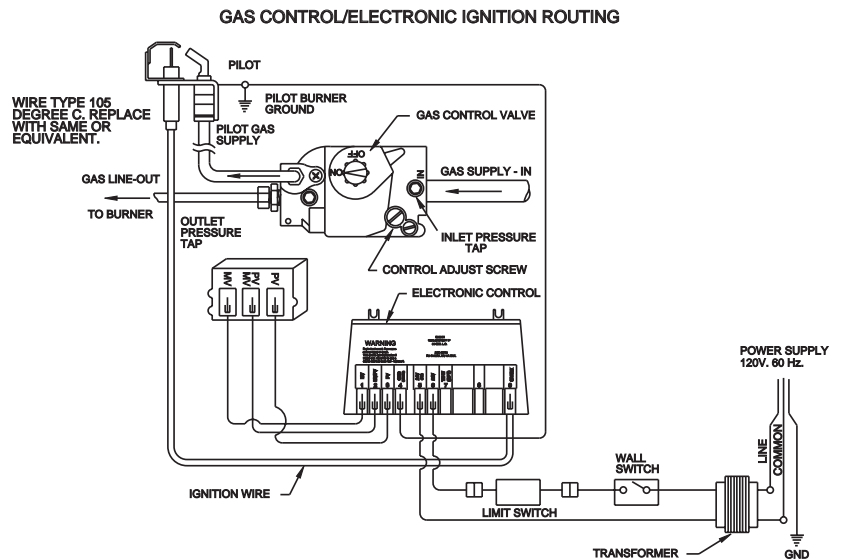 GAS CONTROL/ELECTRONIC IGNITION ROUTING
PILOT
WIRE TYPE 105
DEGREE C. REPLACE
WITH SAME OR
EQUIVALENT.
PILOT BURNER
GROUND
PILOT GAS
SUPPLY
GAS CONTROL VALVE
OFF
ON
IN
GAS SUPPLY - IN
GAS LINE-OUT
TO BURNER
OUTLET
PRESSURE
TAP
INLET PRESSURE
TAP
CONTROL ADJUST SCREW
MV
PV
MV
PV
ELECTRONIC CONTROL
WARNING
POWER SUPPLY
120V. 60 Hz.
LINE
COMMON
WALL
SWITCH
IGNITION WIRE
LIMIT SWITCH
TRANSFORMER
GND